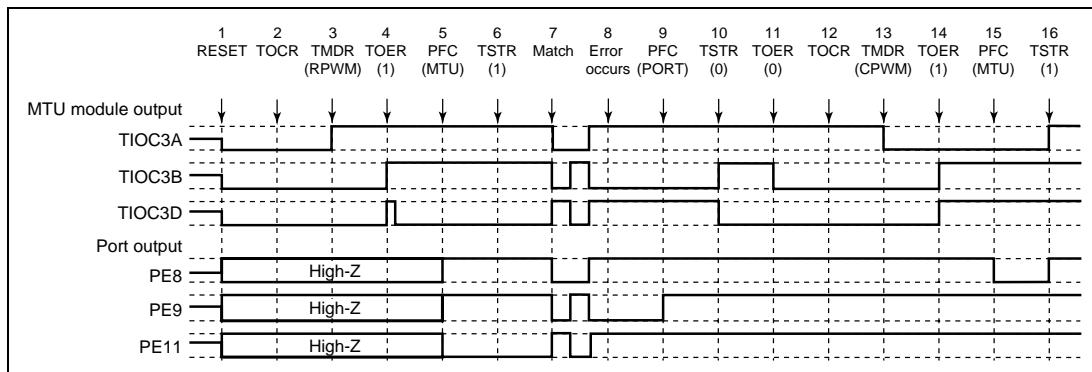 1 2 3 4 5 6 7 8 9 10 11 12 13 14 15 16
RESET TOCR TMDR TOER PFC TSTR Match Error PFC TSTR TOER TOCR TMDR TOER PFC TSTR
(RPWM) (1) (MTU) (1) occurs (PORT) (0) (0) (CPWM) (1) (MTU) (1)
MTU module output
TIOC3A
TIOC3B
TIOC3D
Port output
PE8 High-Z
PE9 High-Z
PE11 High-Z